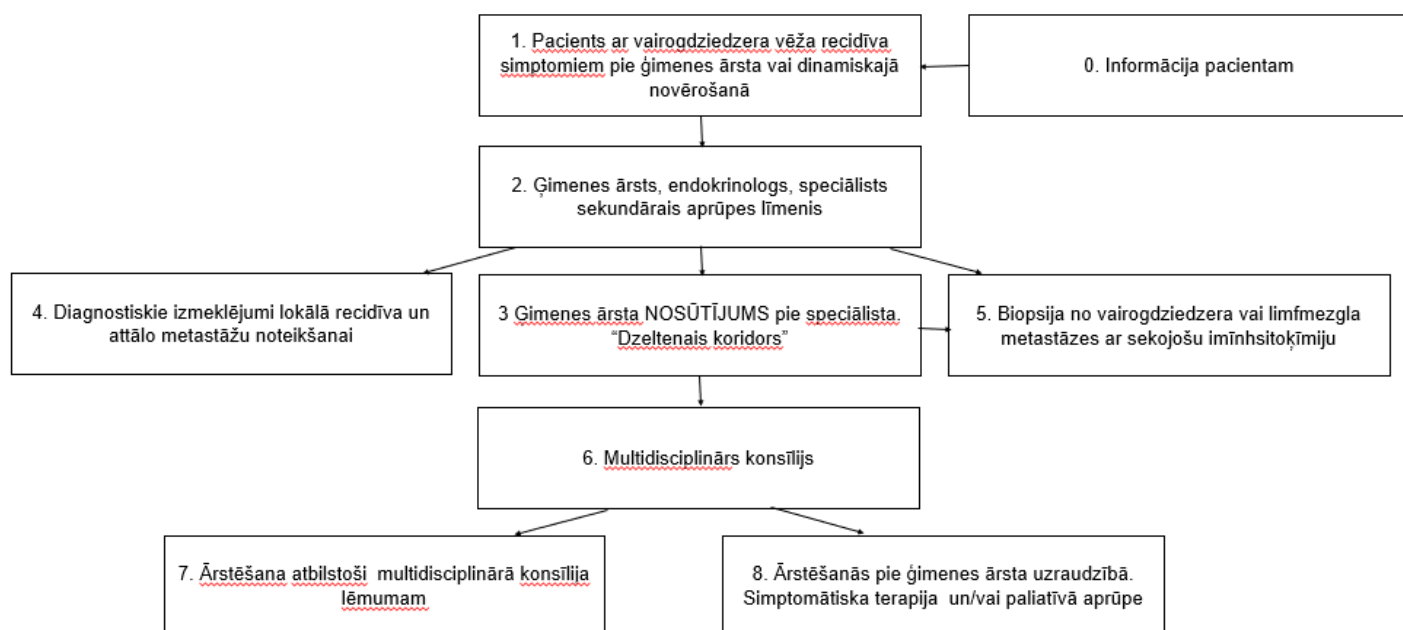 1. Pacients ar vairogdziedzera vēža recidīva
simptomiem pie ģimenes ārsta vai dinamiskajā
novērošanā
0. Informācija pacientam
2. Ģimenes ārsts, endokrinologs, speciālists
sekundārais aprūpes līmenis
4. Diagnostiskie izmeklējumi lokālā recidīva un
attālo metastāžu noteikšanai
3 Ģimenes ārsta NOSŪTĪJUMS pie speciālista.
“Dzeltenais koridors”
5. Biopsija no vairogdziedzera vai limfmezgla
metastāzes ar sekojošu imīnhsitoķīmiju
6. Multidisciplinārs konsīlijs
7. Ārstēšana atbilstoši  multidisciplinārā konsīlija
lēmumam
8. Ārstēšanās pie ģimenes ārsta uzraudzībā.
Simptomātiska terapija  un/vai paliatīvā aprūpe